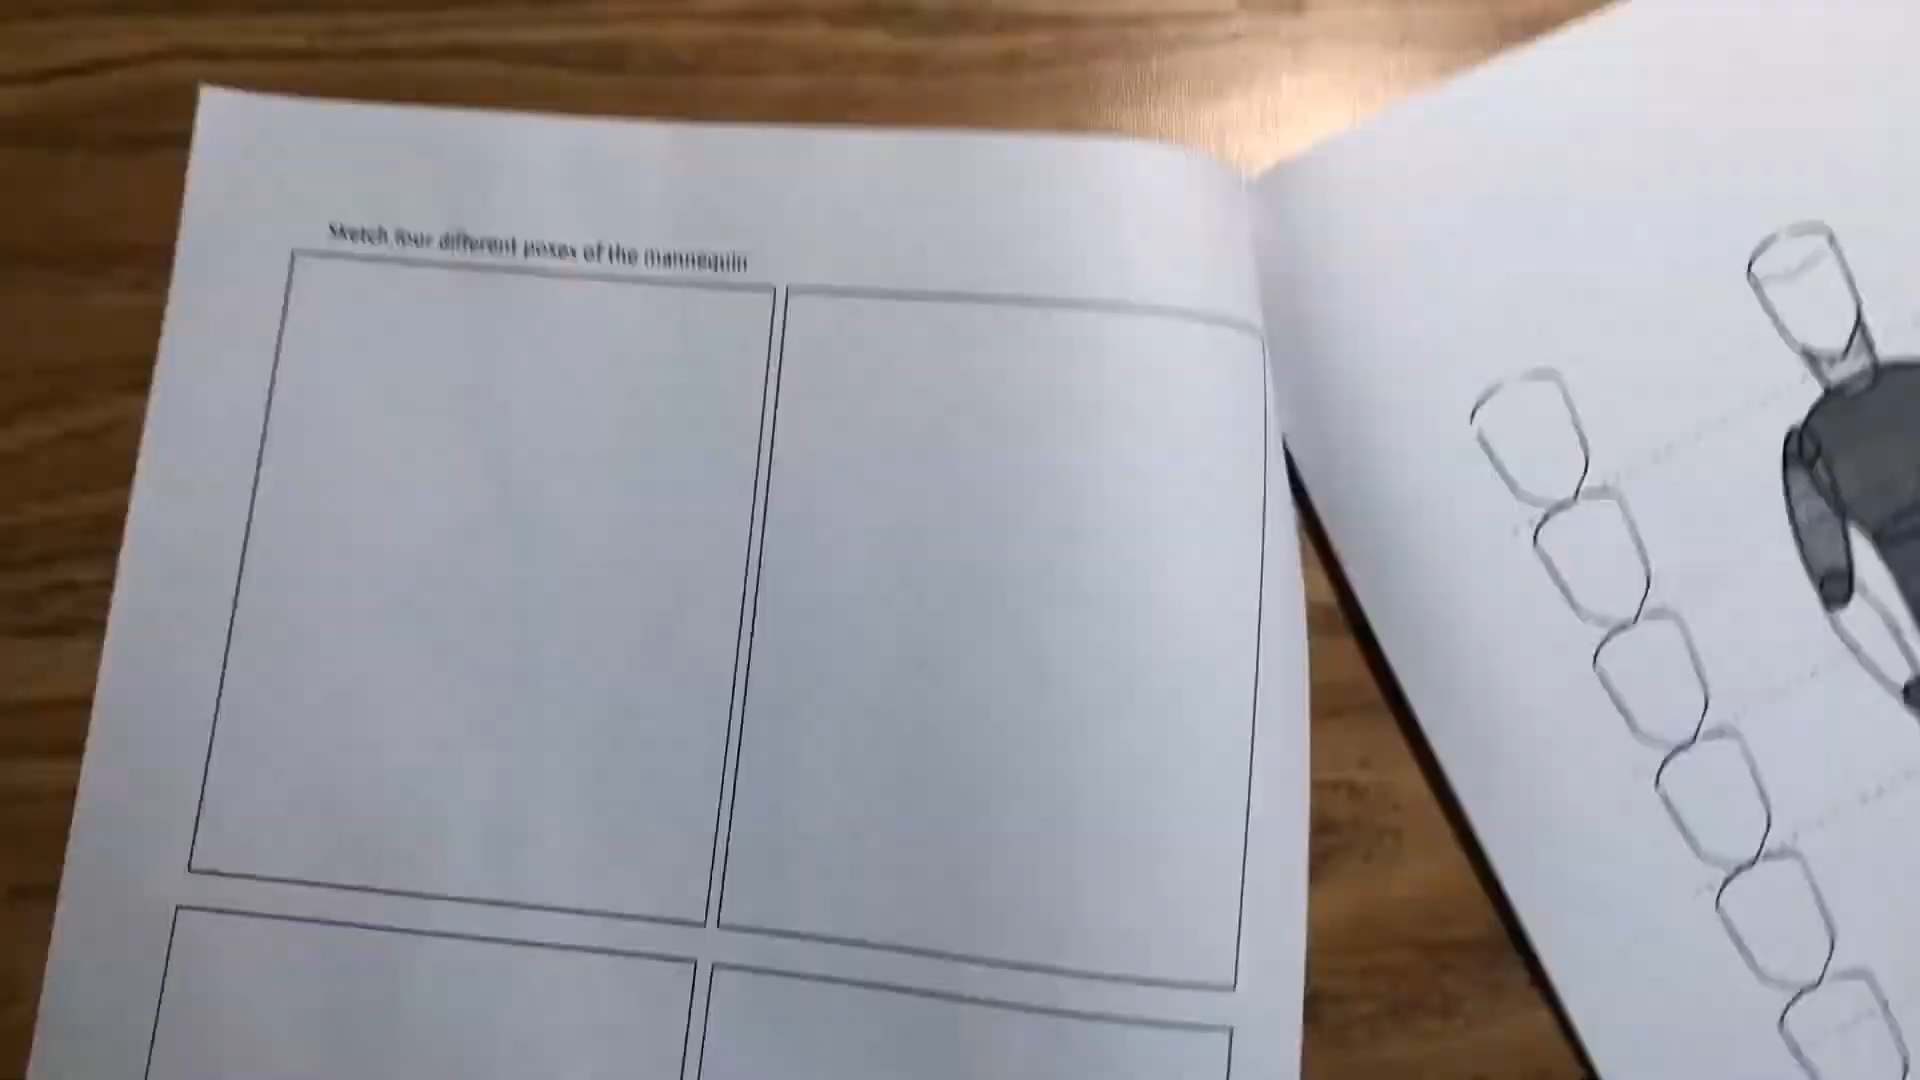 Sketch four different poses of the mannequin